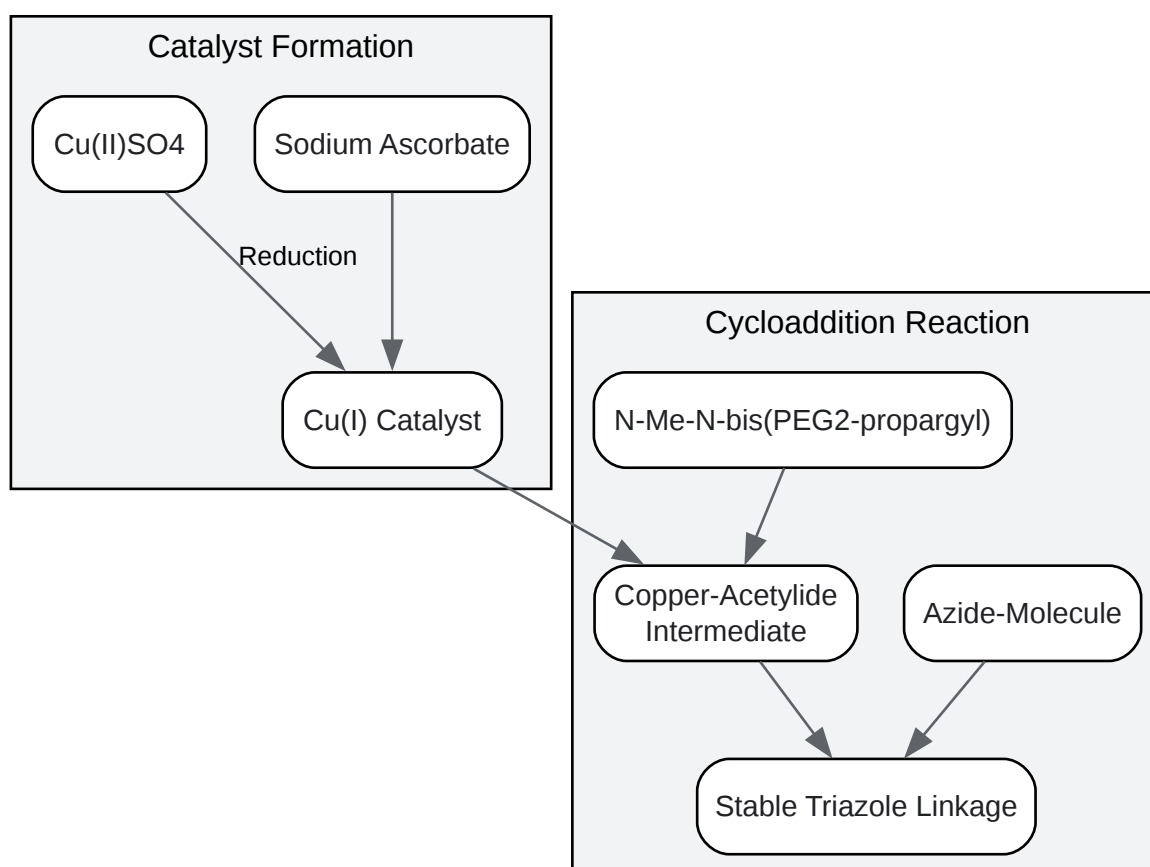 Catalyst Formation
Cu(II)SO4
Sodium Ascorbate
Reduction
Cu(I) Catalyst
Cycloaddition Reaction
N-Me-N-bis(PEG2-propargyl)
Copper-Acetylide
Intermediate
Azide-Molecule
Stable Triazole Linkage